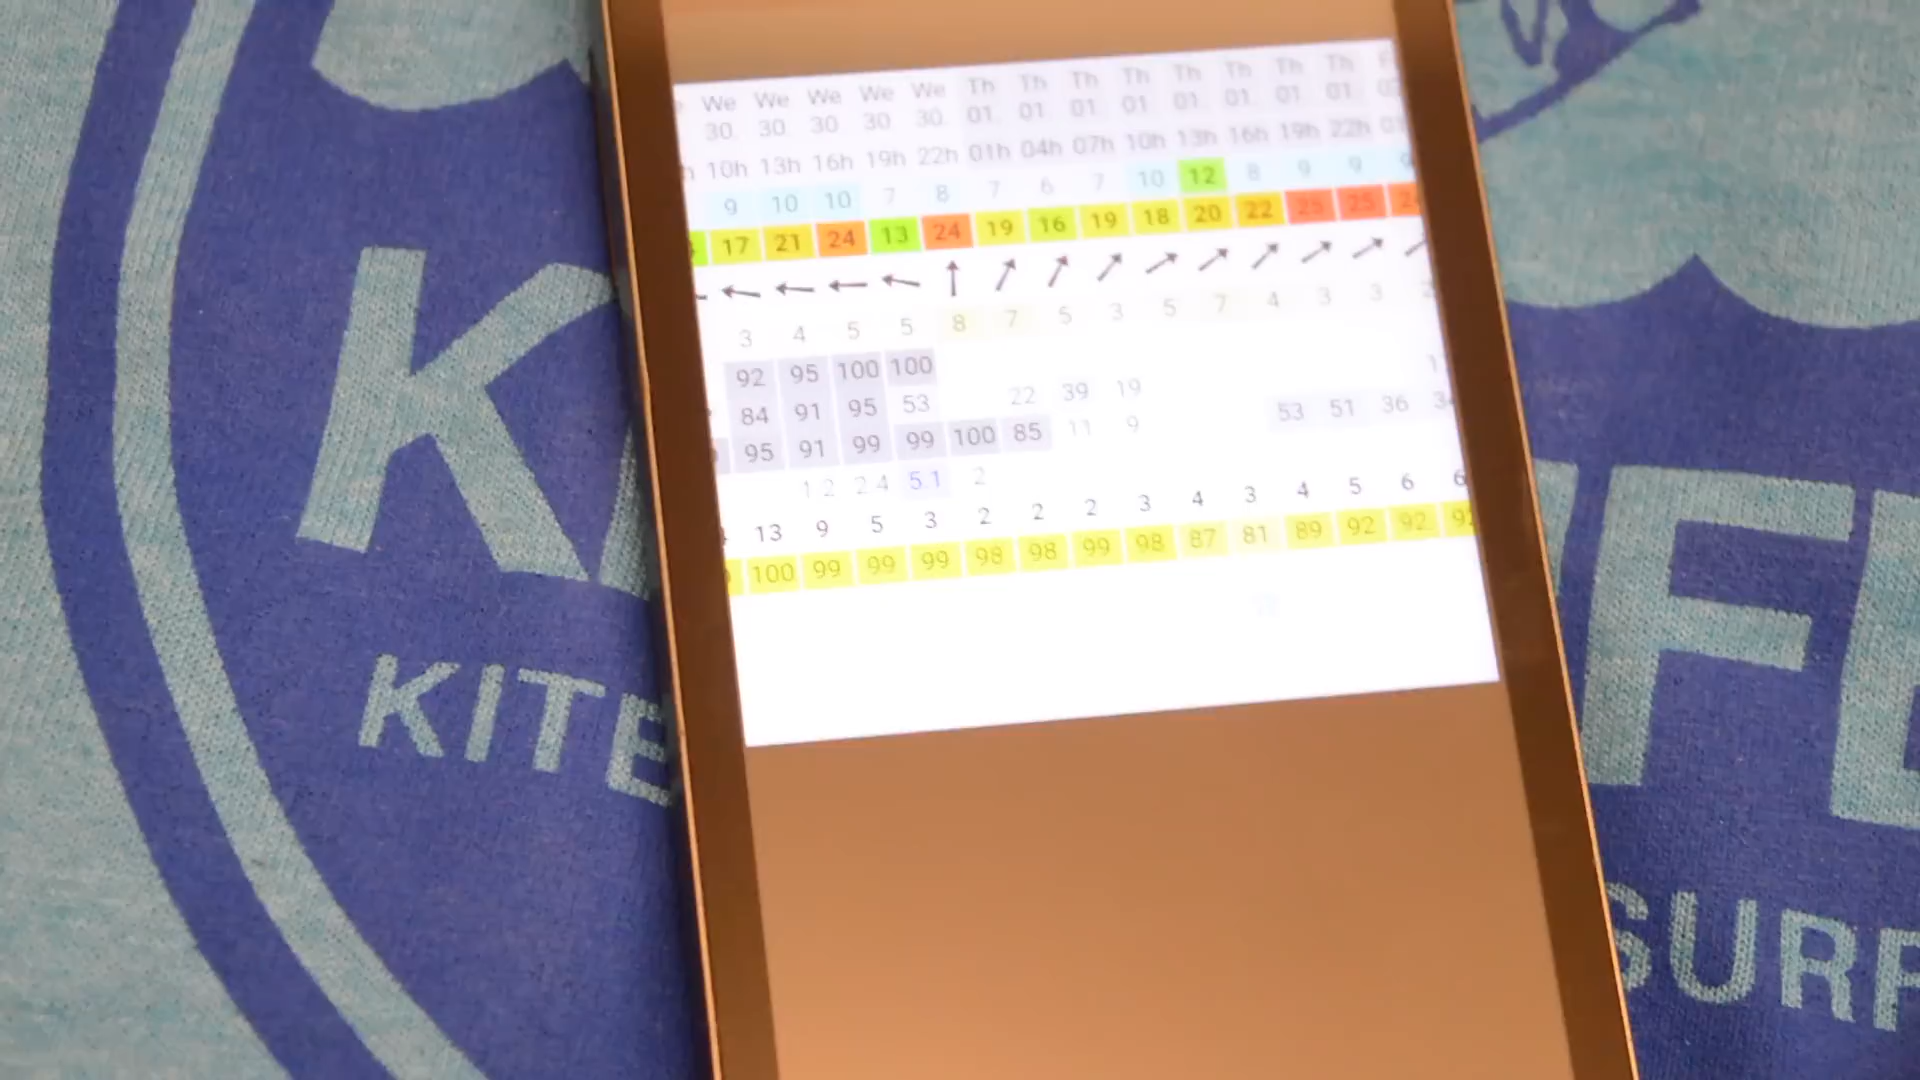 We We We We We Th Th Th Th Th Th Th Th
30. 30. 30. 30. 30. 01. 01. 01. 01. 01. 01. 01. 01.
10h 13h 16h 19h 22h 01h 04h 07h 10h 13h 16h 19h 22h
9 10 10 7 8 7 6 7 10 12 8 9 9 9
17 21 24 13 24 19 16 19 18 20 22 25 25
3 4 5 5 8 7 5 3 5 7 4 3 3
92 95 100 100
84 91 95 53 22 39 19
95 91 99 99 100 85 11 9 53 51 36
1.2 2.4 5.1 2
13 9 5 3 2 2 2 3 4 3 4 5 6 6
100 99 99 99 98 98 99 98 87 81 89 92 92
KITE
SURF